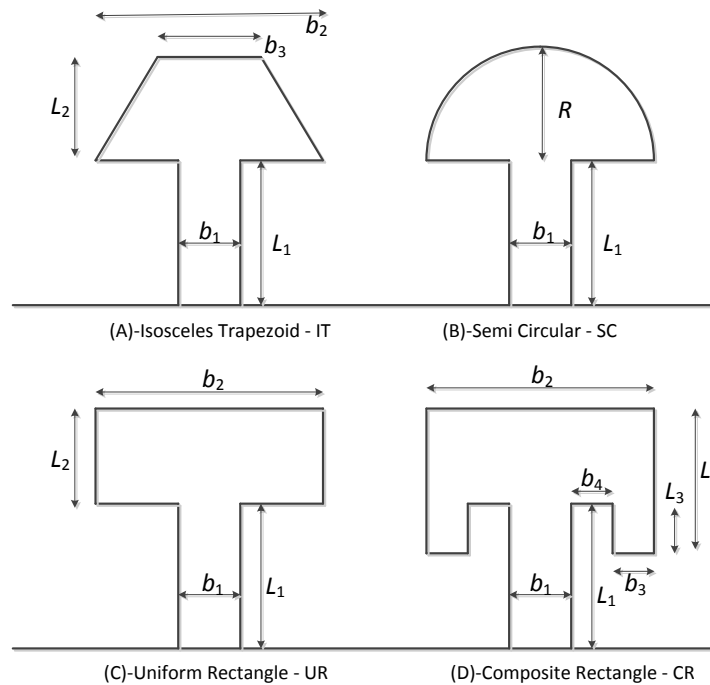 b2
b3
L2
R
b1
L1
b1
L1
(A)-Isosceles Trapezoid - IT
(B)-Semi Circular - SC
b2
b2
L2
b4
L3
L
b1
L1
b1
L1
b3
(C)-Uniform Rectangle - UR
(D)-Composite Rectangle - CR